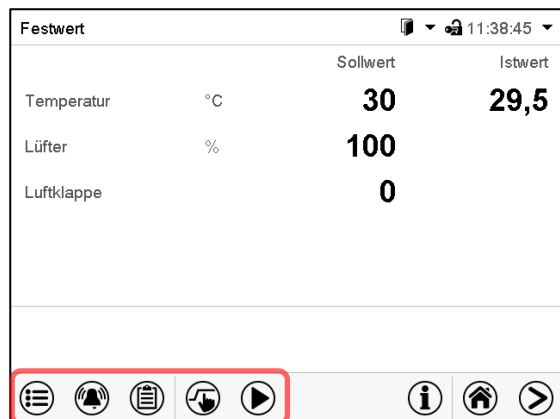 Festwert 11:38:45
Sollwert Istwert
Temperatur °C 30 29,5
Lüfter % 100
Luftklappe 0